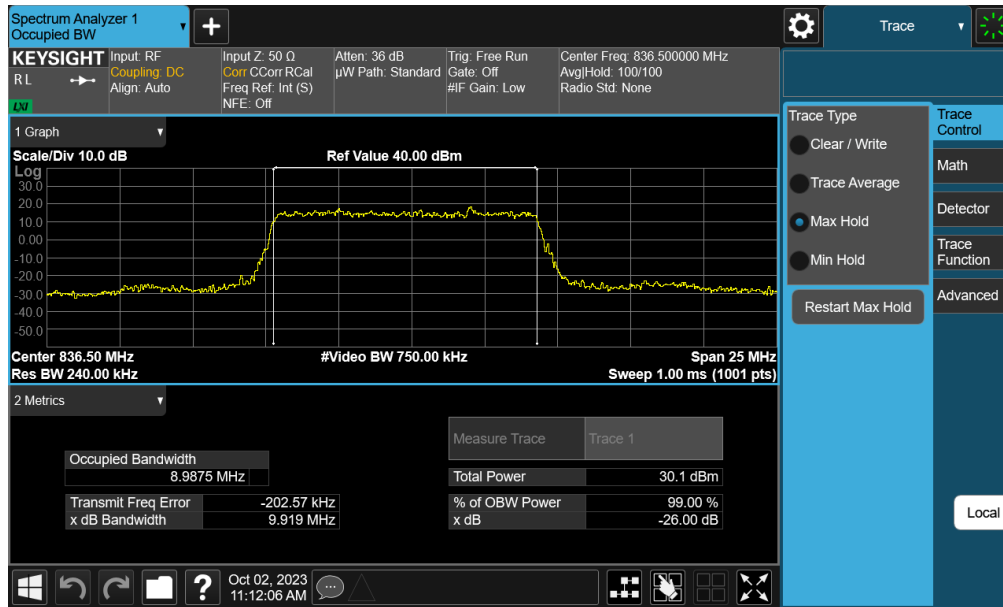 Spectrum Analyzer 1
Occupied BW
+
Trace
KEYSIGHT
R L
LXI
Input: RF
Coupling: DC
Align: Auto
Input Z: 50 Ω
Corr CCorr RCal
Freq Ref: Int (S)
NFE: Off
Atten: 36 dB
µW Path: Standard
Trig: Free Run
Gate: Off
#IF Gain: Low
Center Freq: 836.500000 MHz
Avg|Hold: 100/100
Radio Std: None
1 Graph
Scale/Div 10.0 dB
Ref Value 40.00 dBm
Log
30.0
20.0
10.0
0.00
-10.0
-20.0
-30.0
-40.0
-50.0
Center 836.50 MHz
#Video BW 750.00 kHz
Span 25 MHz
Res BW 240.00 kHz
Sweep 1.00 ms (1001 pts)
2 Metrics
Measure Trace
Trace 1
Occupied Bandwidth
8.9875 MHz
Total Power
30.1 dBm
Transmit Freq Error
-202.57 kHz
% of OBW Power
99.00 %
x dB Bandwidth
9.919 MHz
x dB
-26.00 dB
Trace Type
Clear / Write
Trace Average
Max Hold
Min Hold
Restart Max Hold
Trace
Control
Math
Detector
Trace
Function
Advanced
Local
?
Oct 02, 2023
11:12:06 AM